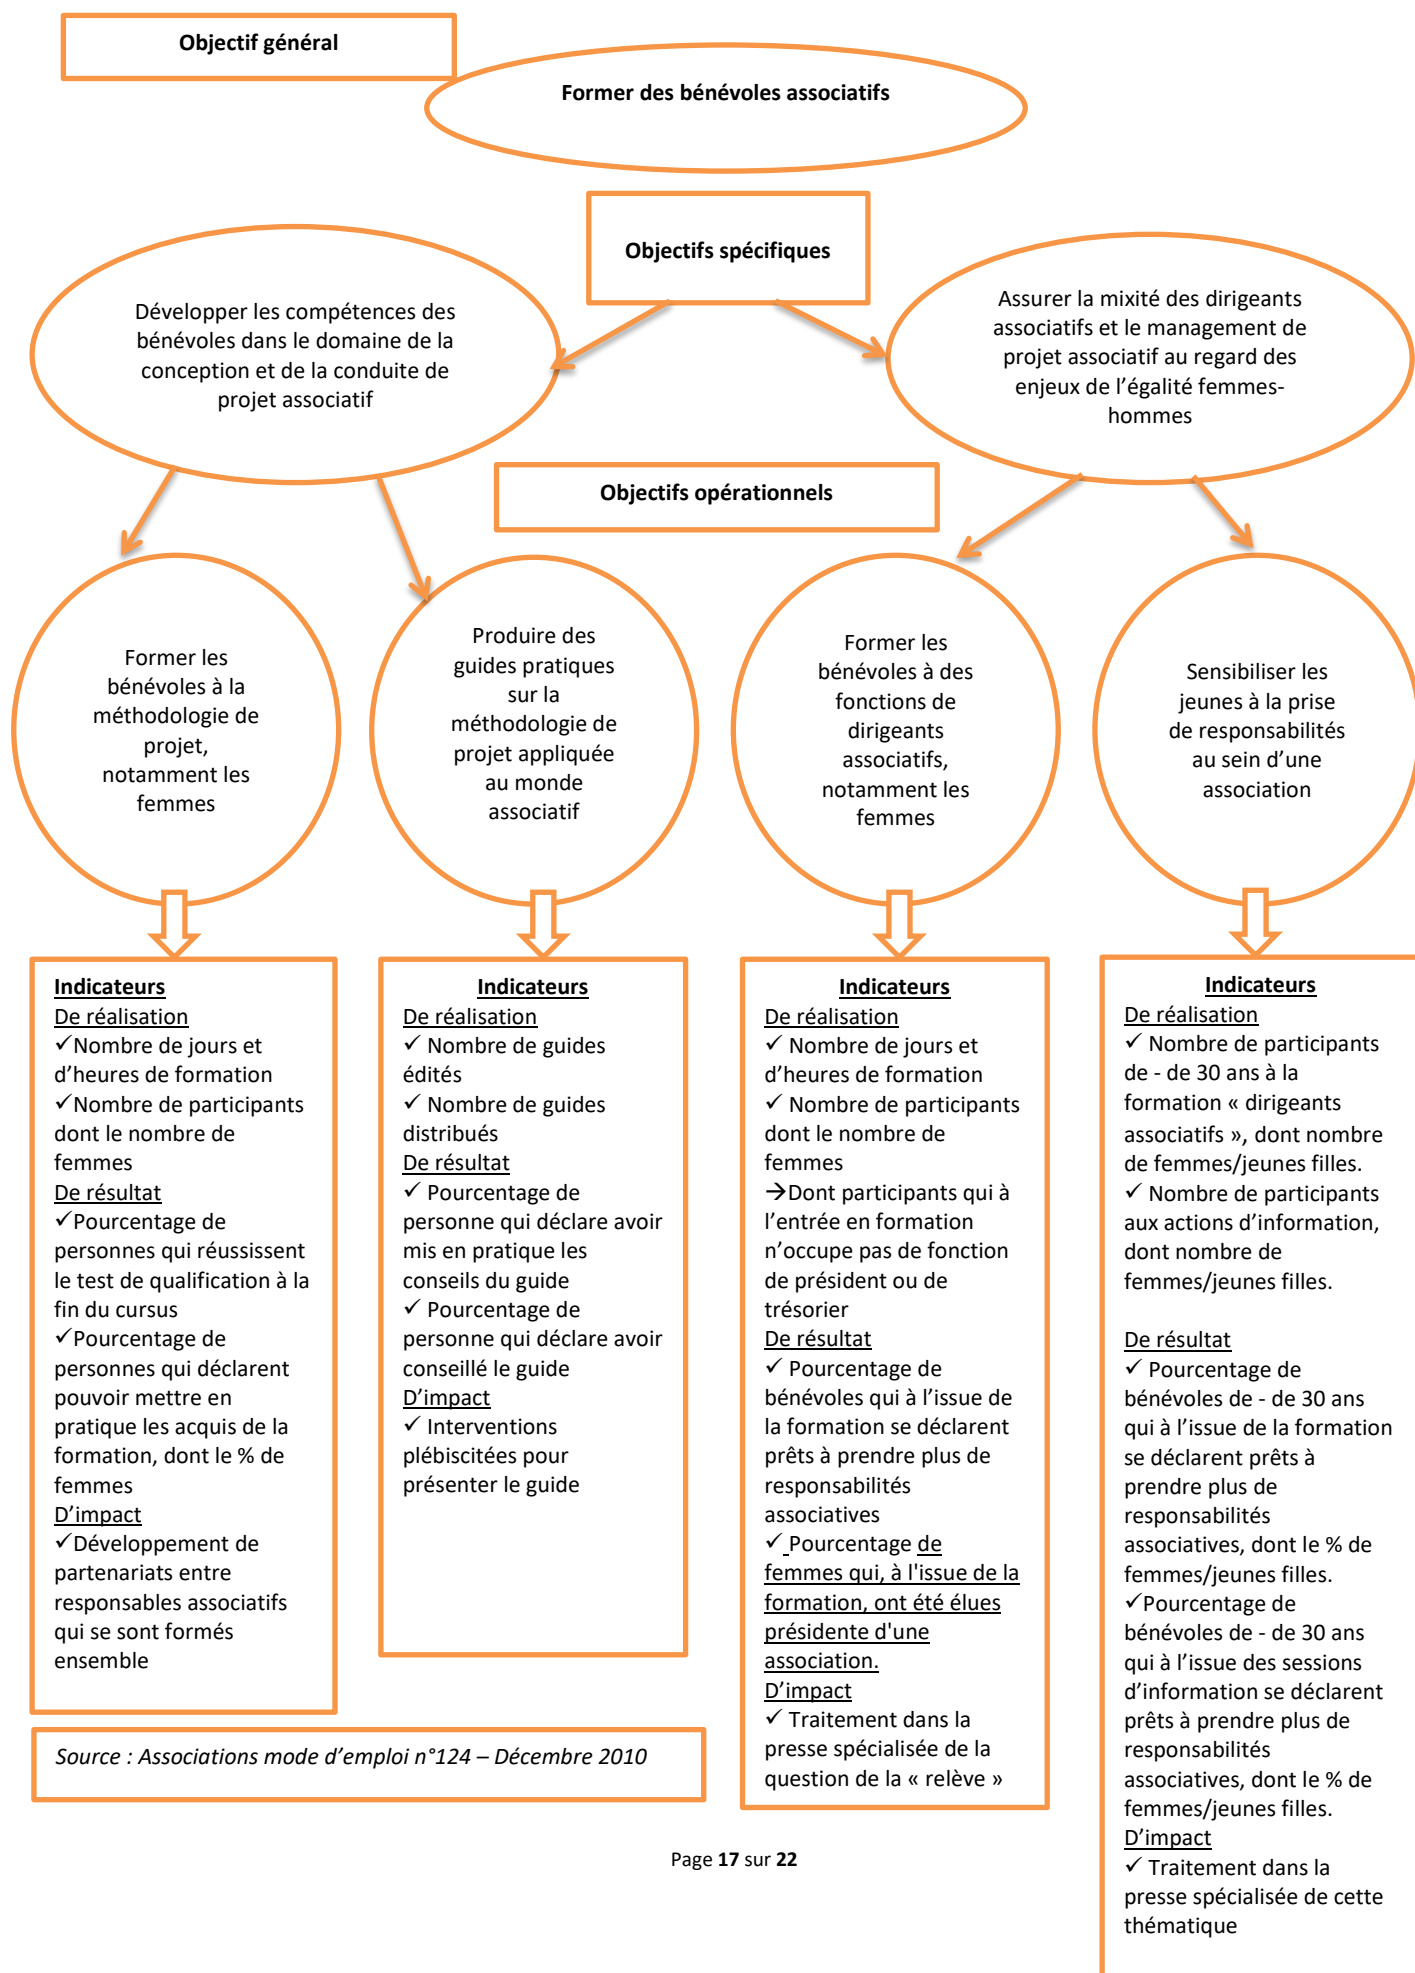 Objectif général
Former des bénévoles associatifs
Objectifs spécifiques
Développer les compétences des
bénévoles dans le domaine de la
conception et de la conduite de
projet associatif
Assurer la mixité des dirigeants
associatifs et le management de
projet associatif au regard des
enjeux de l’égalité femmes-
hommes
Objectifs opérationnels
Former les
bénévoles à la
méthodologie de
projet,
notamment les
femmes
Produire des
guides pratiques
sur la
méthodologie de
projet appliquée
au monde
associatif
Former les
bénévoles à des
fonctions de
dirigeants
associatifs,
notamment les
femmes
Sensibiliser les
jeunes à la prise
de responsabilités
au sein d’une
association
Indicateurs
De réalisation
✓Nombre de jours et
d’heures de formation
✓Nombre de participants
dont le nombre de
femmes
De résultat
✓Pourcentage de
personnes qui réussissent
le test de qualification à la
fin du cursus
✓Pourcentage de
personnes qui déclarent
pouvoir mettre en
pratique les acquis de la
formation, dont le % de
femmes
D’impact
✓Développement de
partenariats entre
responsables associatifs
qui se sont formés
ensemble
Indicateurs
De réalisation
✓ Nombre de guides
édités
✓ Nombre de guides
distribués
De résultat
✓ Pourcentage de
personne qui déclare avoir
mis en pratique les
conseils du guide
✓ Pourcentage de
personne qui déclare avoir
conseillé le guide
D’impact
✓ Interventions
plébiscitées pour
présenter le guide
Indicateurs
De réalisation
✓ Nombre de jours et
d’heures de formation
✓ Nombre de participants
dont le nombre de
femmes
→Dont participants qui à
l’entrée en formation
n’occupe pas de fonction
de président ou de
trésorier
De résultat
✓ Pourcentage de
bénévoles qui à l’issue de
la formation se déclarent
prêts à prendre plus de
responsabilités
associatives
✓ Pourcentage de
femmes qui, à l'issue de la
formation, ont été élues
présidente d'une
association.
D’impact
✓ Traitement dans la
presse spécialisée de la
question de la « relève »
Indicateurs
De réalisation
✓ Nombre de participants
de - de 30 ans à la
formation « dirigeants
associatifs », dont nombre
de femmes/jeunes filles.
✓ Nombre de participants
aux actions d’information,
dont nombre de
femmes/jeunes filles.
De résultat
✓ Pourcentage de
bénévoles de - de 30 ans
qui à l’issue de la formation
se déclarent prêts à
prendre plus de
responsabilités
associatives, dont le % de
femmes/jeunes filles.
✓Pourcentage de
bénévoles de - de 30 ans
qui à l’issue des sessions
d’information se déclarent
prêts à prendre plus de
responsabilités
associatives, dont le % de
femmes/jeunes filles.
D’impact
✓ Traitement dans la
presse spécialisée de cette
thématique
Source : Associations mode d’emploi n°124 – Décembre 2010
Page 17 sur 22